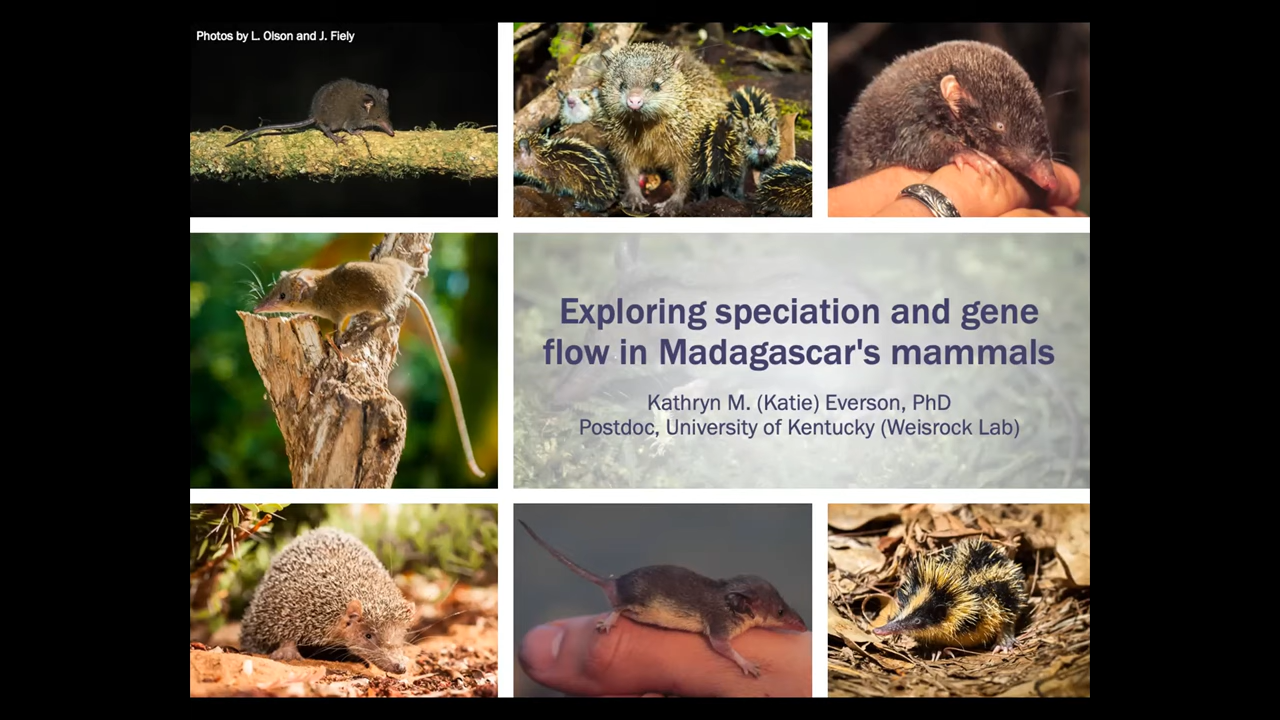 Photos by L. Olson and J. Fiely
Exploring speciation and gene
flow in Madagascar's mammals
Kathryn M. (Katie) Everson, PhD
Postdoc, University of Kentucky (Weisrock Lab)